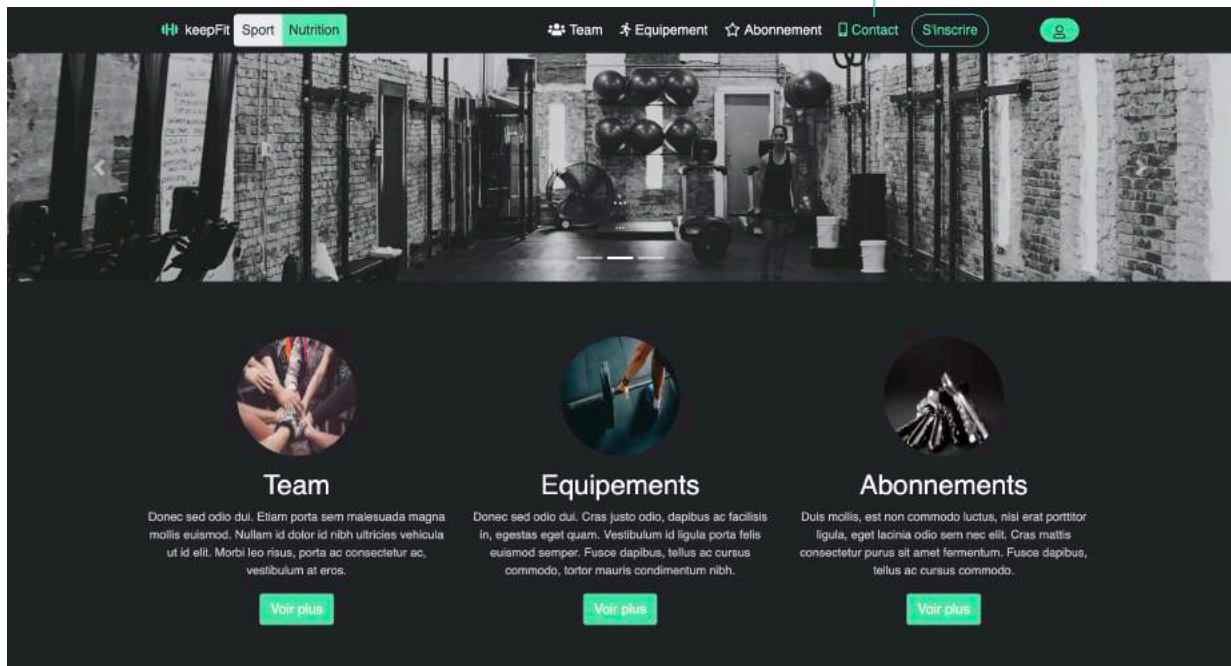 keepFit Sport Nutrition Team Equipement Abonnement Contact S'inscrire
Team
Donec sed odio dui. Etiam porta sem malesuada magna
mollis euismod. Nullam id dolor id nibh ultricies vehicula
ut id elit. Morbi leo risus, porta ac consectetur ac,
vestibulum at eros.
Voir plus
Equipements
Donec sed odio dui. Cras justo odio, dapibus ac facilisis
in, egestas eget quam. Vestibulum id ligula porta felis
euismod semper. Fusce dapibus, tellus ac cursus
commodo, tortor mauris condimentum nibh.
Voir plus
Abonnements
Duis mollis, est non commodo luctus, nisi erat porttitor
ligula, eget lacinia odio sem nec elit. Cras mattis
consectetur purus sit amet fermentum. Fusce dapibus,
tellus ac cursus commodo.
Voir plus